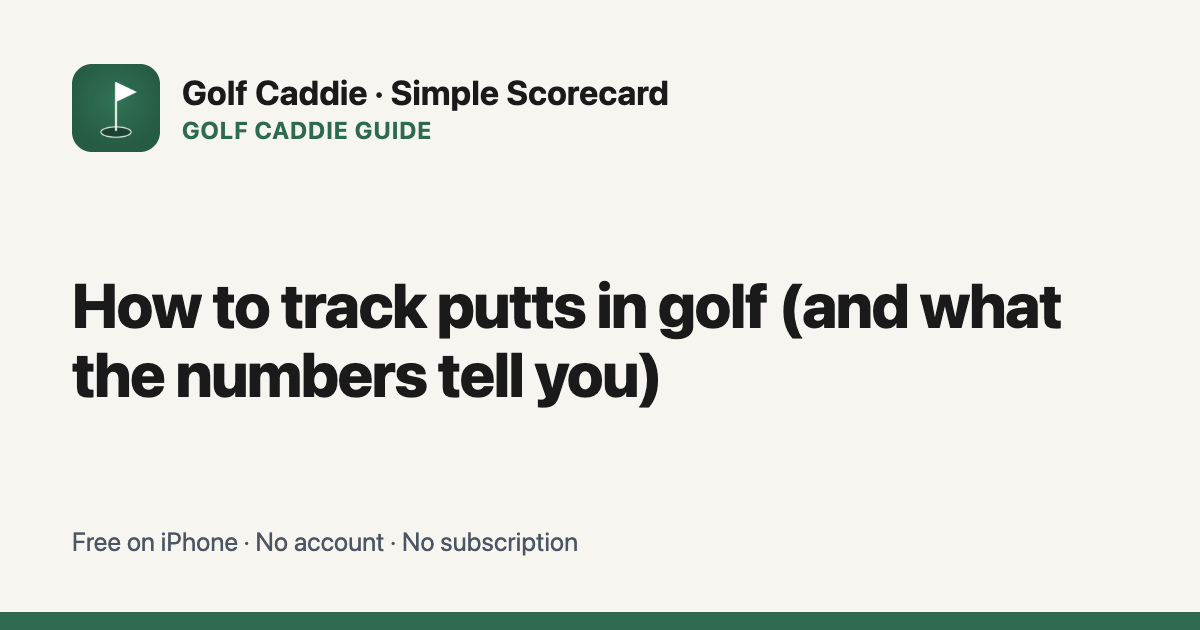 Golf Caddie · Simple Scorecard
GOLF CADDIE GUIDE
How to track putts in golf (and what
the numbers tell you)
Free on iPhone · No account · No subscription